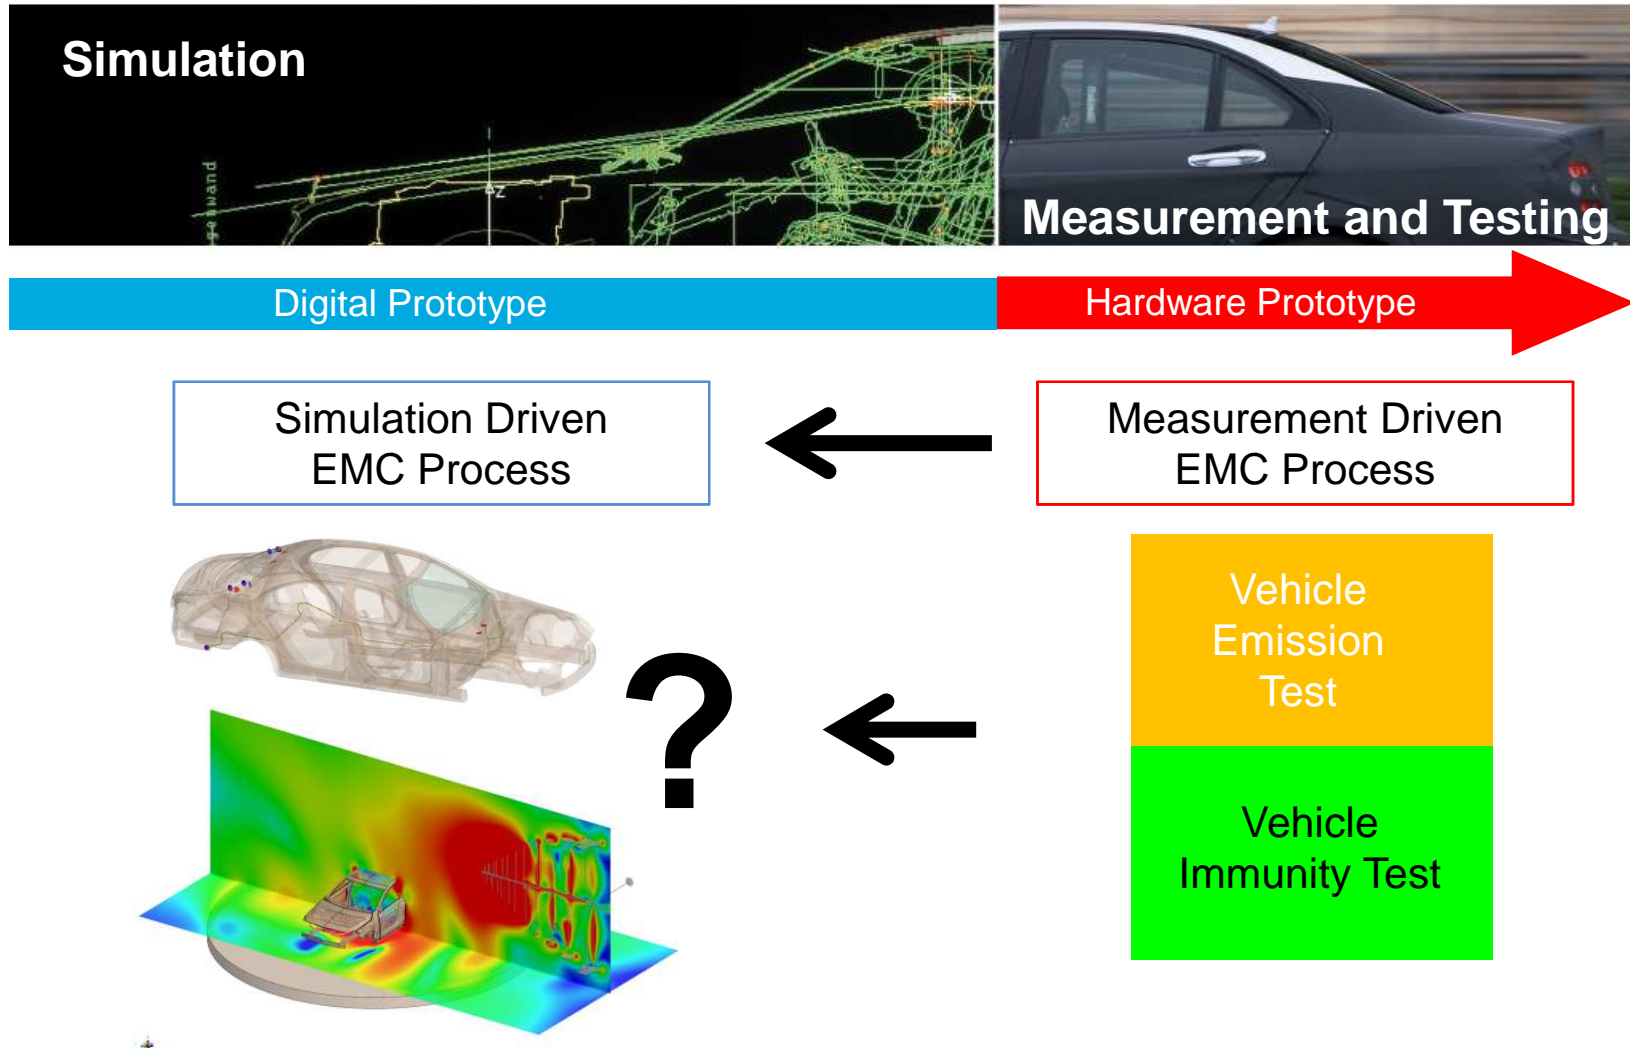 Simulation
genwand
Z
Measurement and Testing
Digital Prototype
Hardware Prototype
Simulation Driven
EMC Process
Measurement Driven
EMC Process
Vehicle
Emission
Test
?
Vehicle
Immunity Test